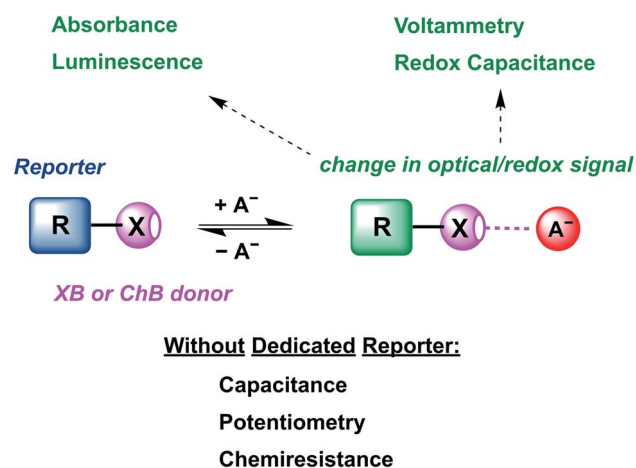 Absorbance
Luminescence
Voltammetry
Redox Capacitance
Reporter
change in optical/redox signal
R
X
+ A⁻
− A⁻
R
X
A⁻
XB or ChB donor
Without Dedicated Reporter:
Capacitance
Potentiometry
Chemiresistance